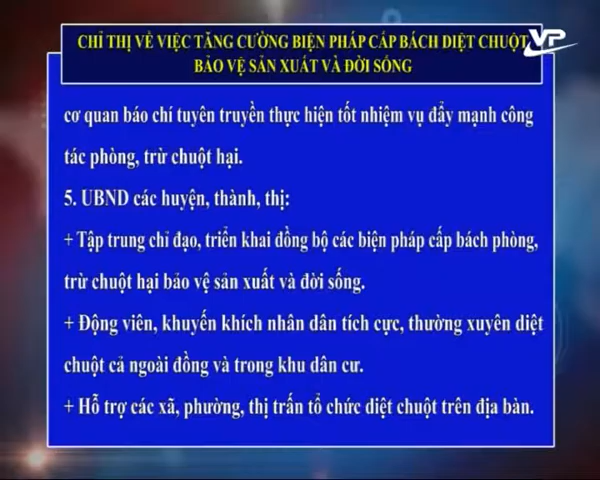 CHỈ THỊ VỀ VIỆC TĂNG CƯỜNG BIỆN PHÁP CẤP BÁCH DIỆT CHUỘT
BẢO VỆ SẢN XUẤT VÀ ĐỜI SỐNG
VP
cơ quan báo chí tuyên truyền thực hiện tốt nhiệm vụ đẩy mạnh công
tác phòng, trừ chuột hại.
5. UBND các huyện, thành, thị:
+ Tập trung chỉ đạo, triển khai đồng bộ các biện pháp cấp bách phòng,
trừ chuột hại bảo vệ sản xuất và đời sống.
+ Động viên, khuyến khích nhân dân tích cực, thường xuyên diệt
chuột cả ngoài đồng và trong khu dân cư.
+ Hỗ trợ các xã, phường, thị trấn tổ chức diệt chuột trên địa bàn.